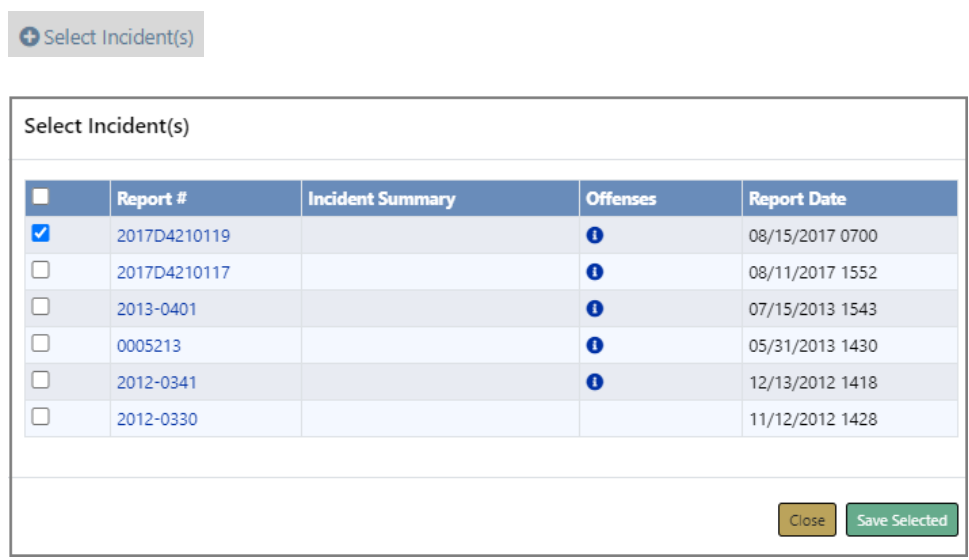 Select Incident(s)
Select Incident(s)
Report # Incident Summary Offenses Report Date
2017D4210119 08/15/2017 0700
2017D4210117 08/11/2017 1552
2013-0401 07/15/2013 1543
0005213 05/31/2013 1430
2012-0341 12/13/2012 1418
2012-0330 11/12/2012 1428
Close Save Selected